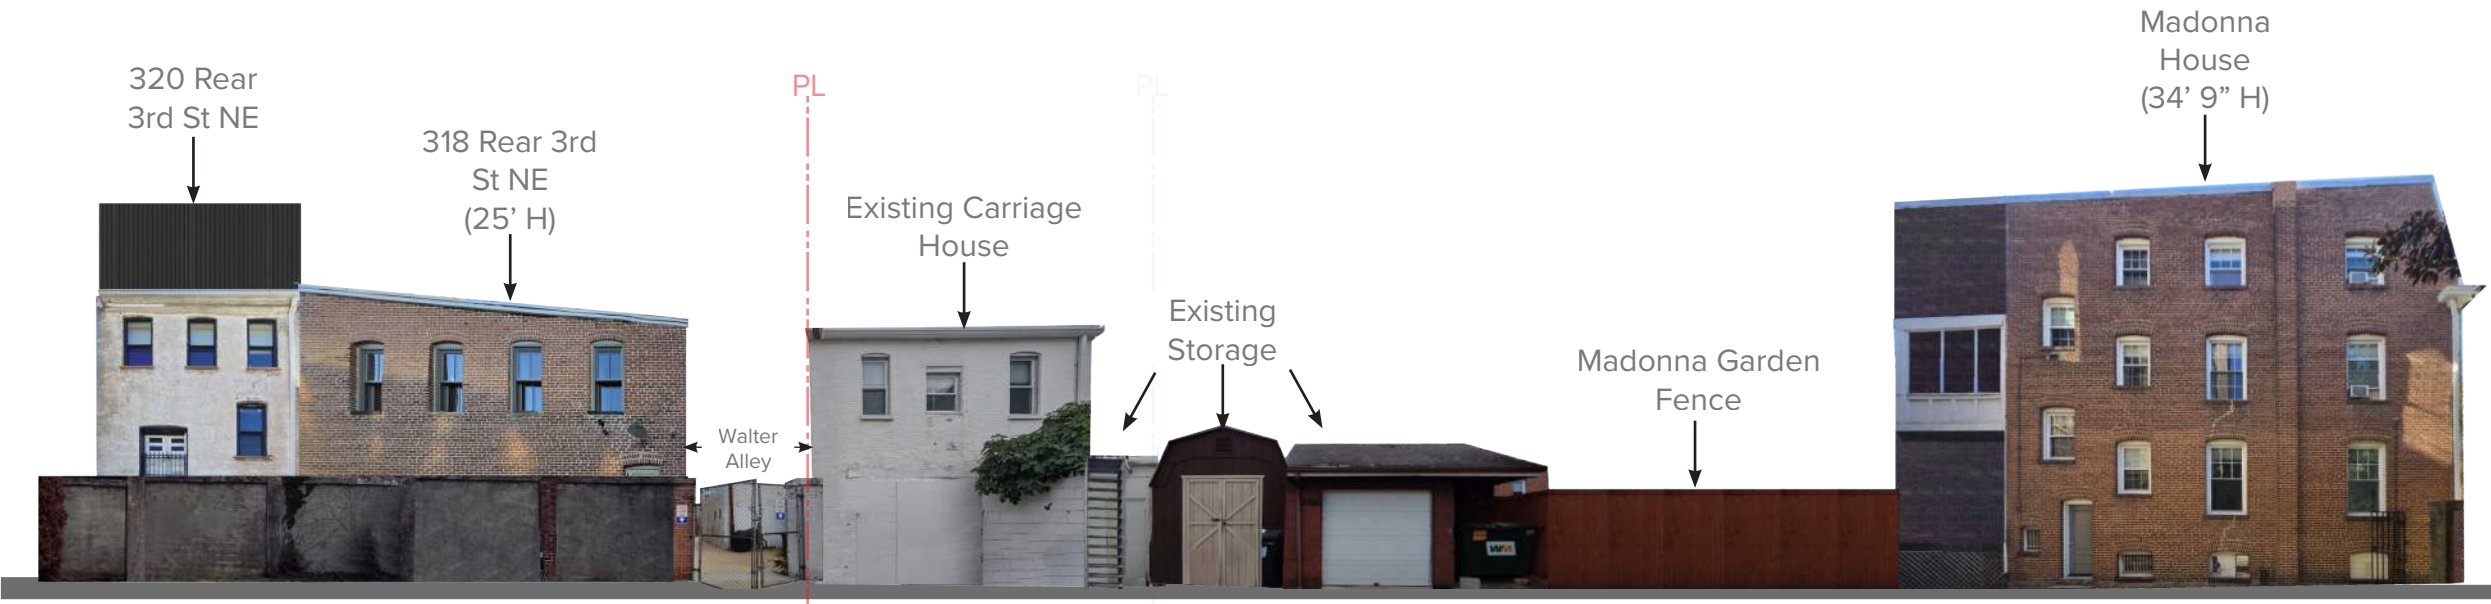 320 Rear
3rd St NE
318 Rear 3rd
St NE
(25’ H)
Walter
Alley
PL
Existing Carriage
House
PL
Existing
Storage
Madonna Garden
Fence
Madonna
House
(34’ 9” H)
WM